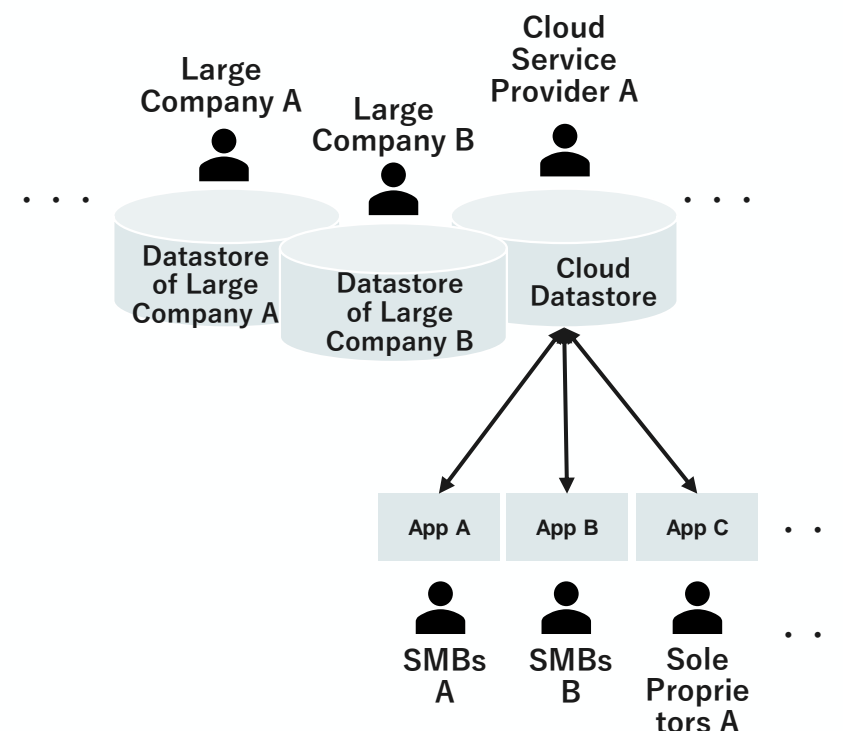 Large
Company A
Large
Company B
Cloud
Service
Provider A
. . .
. . .
Datastore
of Large
Company A
Datastore
of Large
Company B
Cloud
Datastore
App A
App B
App C
. .
SMBs
A
SMBs
B
Sole
Proprie
tors A
. .